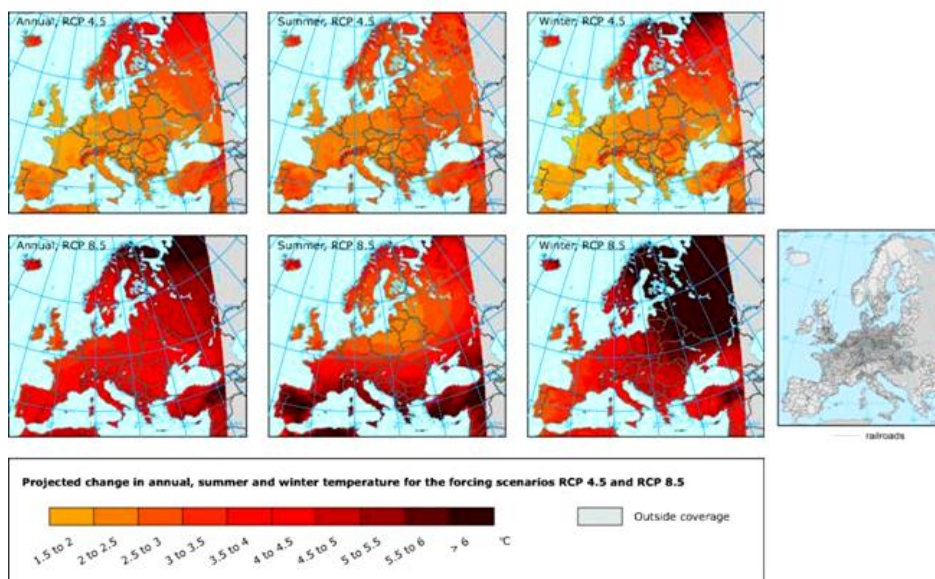 Annual, RCP 4.5
Summer, RCP 4.5
Winter, RCP 4.5
Annual, RCP 8.5
Summer, RCP 8.5
Winter, RCP 8.5
railroads
Projected change in annual, summer and winter temperature for the forcing scenarios RCP 4.5 and RCP 8.5
1.5 to 2
2 to 2.5
2.5 to 3
3 to 3.5
3.5 to 4
4 to 4.5
4.5 to 5
5 to 5.5
5.5 to 6
> 6
°C
Outside coverage